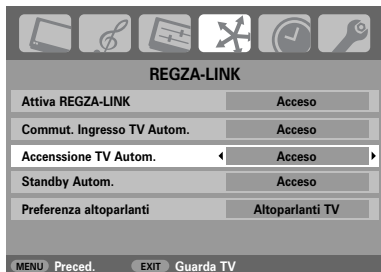 REGZA-LINK
Attiva REGZA-LINK Acceso
Commut. Ingresso TV Autom. Acceso
Accenssione TV Autom. Acceso
Standby Autom. Acceso
Preferenza altoparlanti Altoparlanti TV
MENU Preced. EXIT Guarda TV